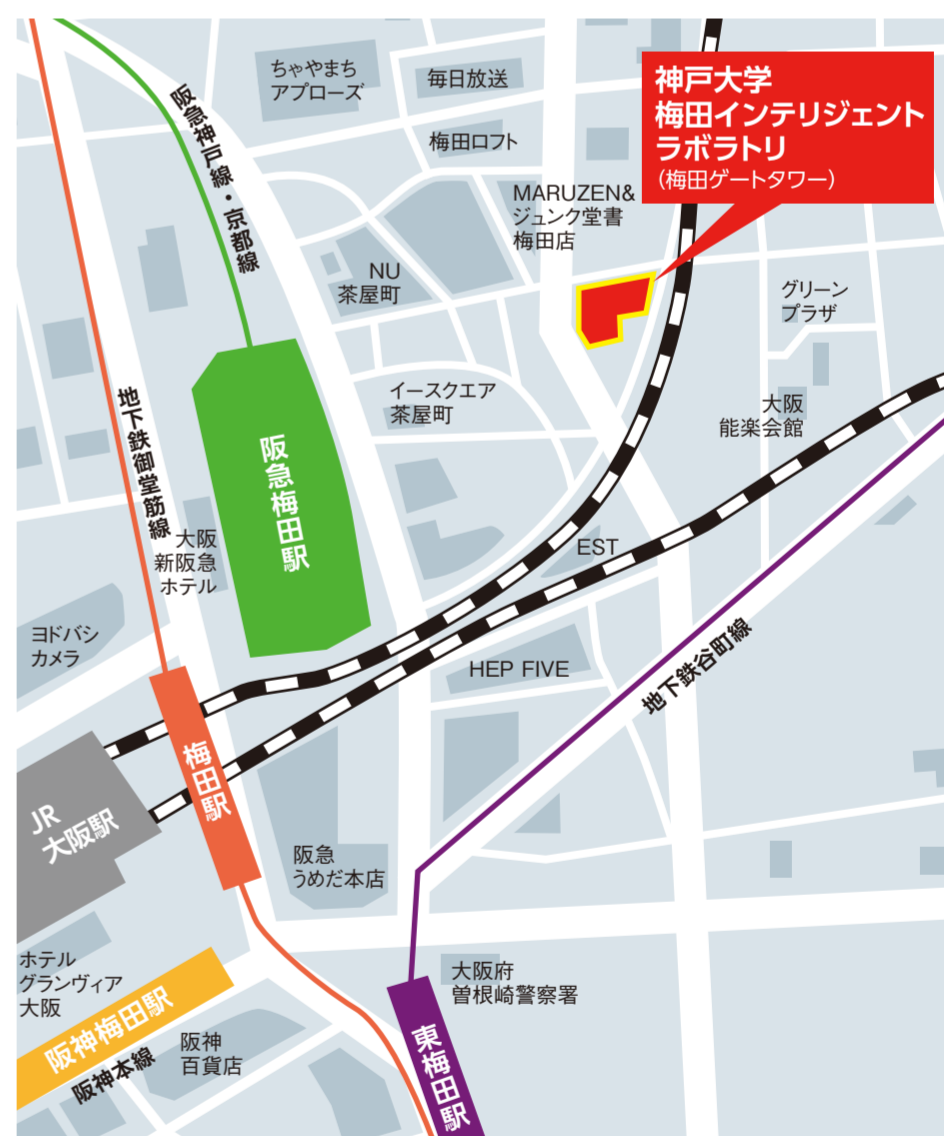 ちゃやまち
アプローズ
毎日放送
梅田ロフト
神戸大学
梅田インテリジェント
ラボラトリ
(梅田ゲートタワー)
阪急神戸線・京都線
MARUZEN&
ジュンク堂書
梅田店
NU
茶屋町
グリーン
プラザ
イースクエア
茶屋町
大阪
能楽会館
地下鉄御堂筋線
阪急梅田駅
大阪
新阪急
ホテル
EST
ヨドバシ
カメラ
HEP FIVE
地下鉄谷町線
梅田駅
JR
大阪駅
阪急
うめだ本店
ホテル
グランヴィア
大阪
阪神梅田駅
阪神本線
阪神
百貨店
大阪府
曽根崎警察署
東梅田駅